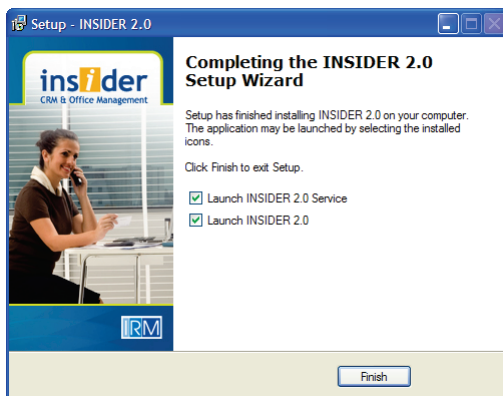 Setup - INSIDER 2.0
insider
CRM & Office Management
Completing the INSIDER 2.0
Setup Wizard
Setup has finished installing INSIDER 2.0 on your computer.
The application may be launched by selecting the installed
icons.
Click Finish to exit Setup.
Launch INSIDER 2.0 Service
Launch INSIDER 2.0
IRM
Finish